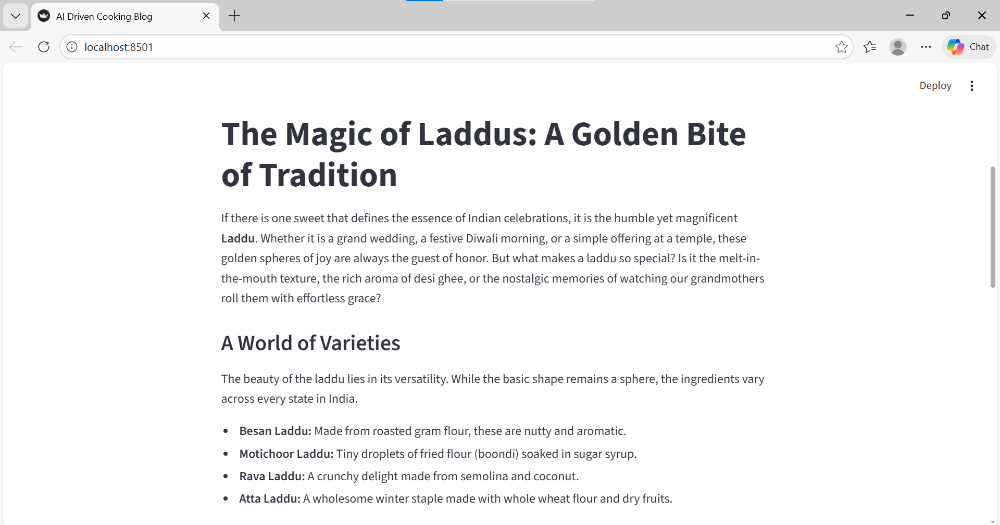 AI Driven Cooking Blog
localhost:8501
Chat
Deploy
The Magic of Laddus: A Golden Bite
of Tradition
If there is one sweet that defines the essence of Indian celebrations, it is the humble yet magnificent
Laddu. Whether it is a grand wedding, a festive Diwali morning, or a simple offering at a temple, these
golden spheres of joy are always the guest of honor. But what makes a laddu so special? Is it the melt-in-
the-mouth texture, the rich aroma of desi ghee, or the nostalgic memories of watching our grandmothers
roll them with effortless grace?
A World of Varieties
The beauty of the laddu lies in its versatility. While the basic shape remains a sphere, the ingredients vary
across every state in India.
• Besan Laddu: Made from roasted gram flour, these are nutty and aromatic.
• Motichoor Laddu: Tiny droplets of fried flour (boondi) soaked in sugar syrup.
• Rava Laddu: A crunchy delight made from semolina and coconut.
• Atta Laddu: A wholesome winter staple made with whole wheat flour and dry fruits.